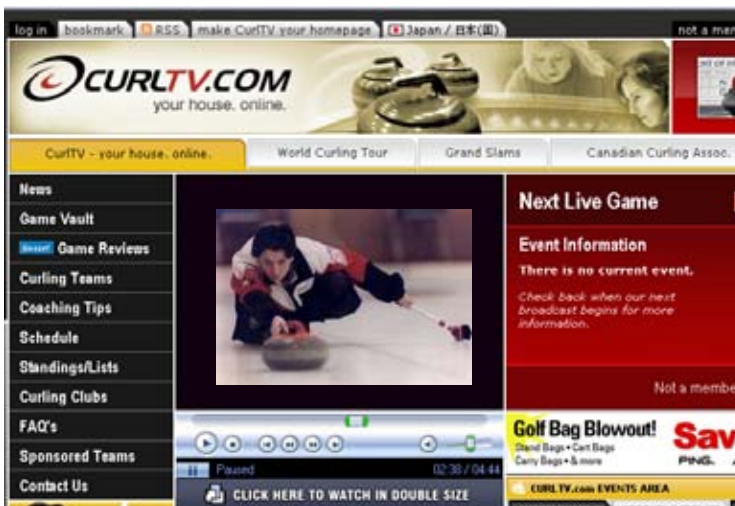 log in
bookmark
RSS
make CurlTV your homepage
Japan / 日本(国)
not a mem
CURLTV.COM
your house. online.
CurlTV - your house. online.
World Curling Tour
Grand Slams
Canadian Curling Assoc.
News
Game Vault
Game Reviews
Curling Teams
Coaching Tips
Schedule
Standings/Lists
Curling Clubs
FAQ's
Sponsored Teams
Contact Us
Next Live Game
Event Information
There is no current event.
Check back when our next
broadcast begins for more
information.
Not a membe
Golf Bag Blowout!
Stand Bags • Cart Bags
Carry Bags • & more
Sav
PING.
Paused
02:38 / 04:44
CLICK HERE TO WATCH IN DOUBLE SIZE
CURLTV.com EVENTS AREA